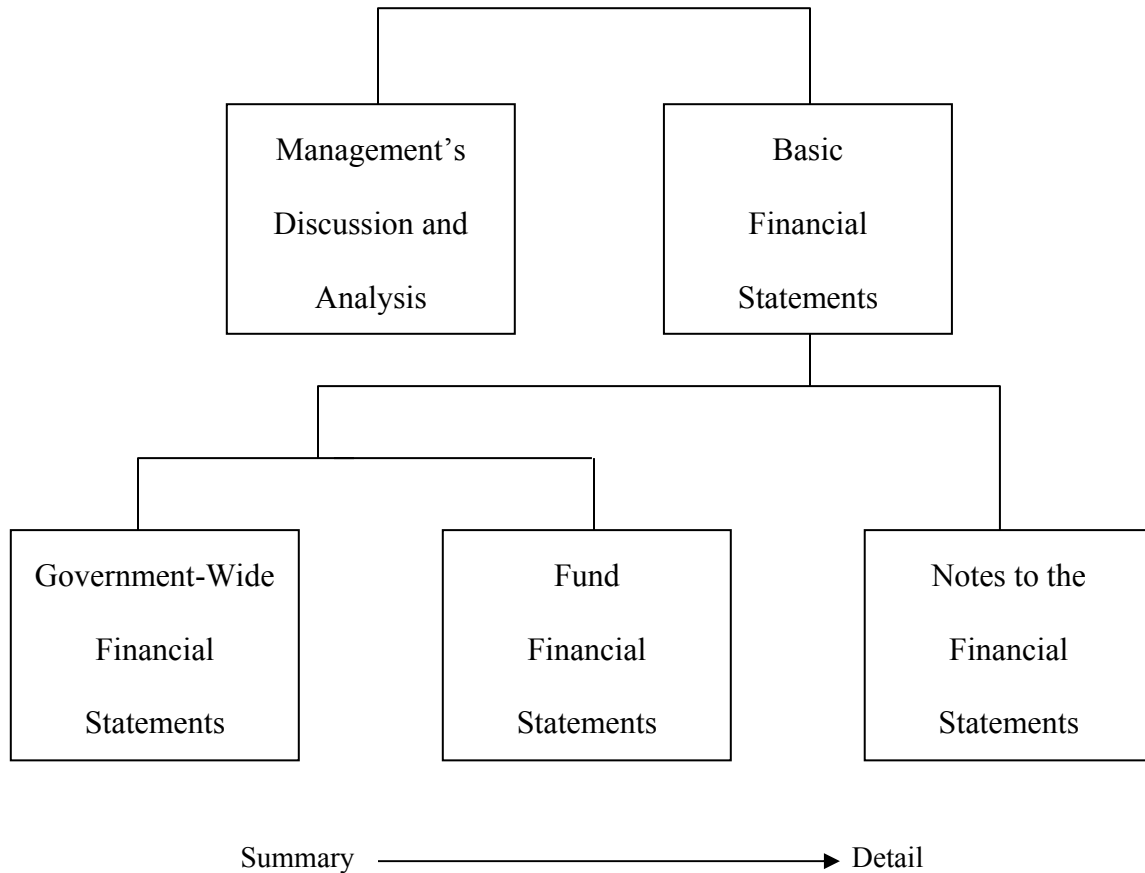 Management’s
Discussion and
Analysis
Basic
Financial
Statements
Government-Wide
Financial
Statements
Fund
Financial
Statements
Notes to the
Financial
Statements
Summary
Detail